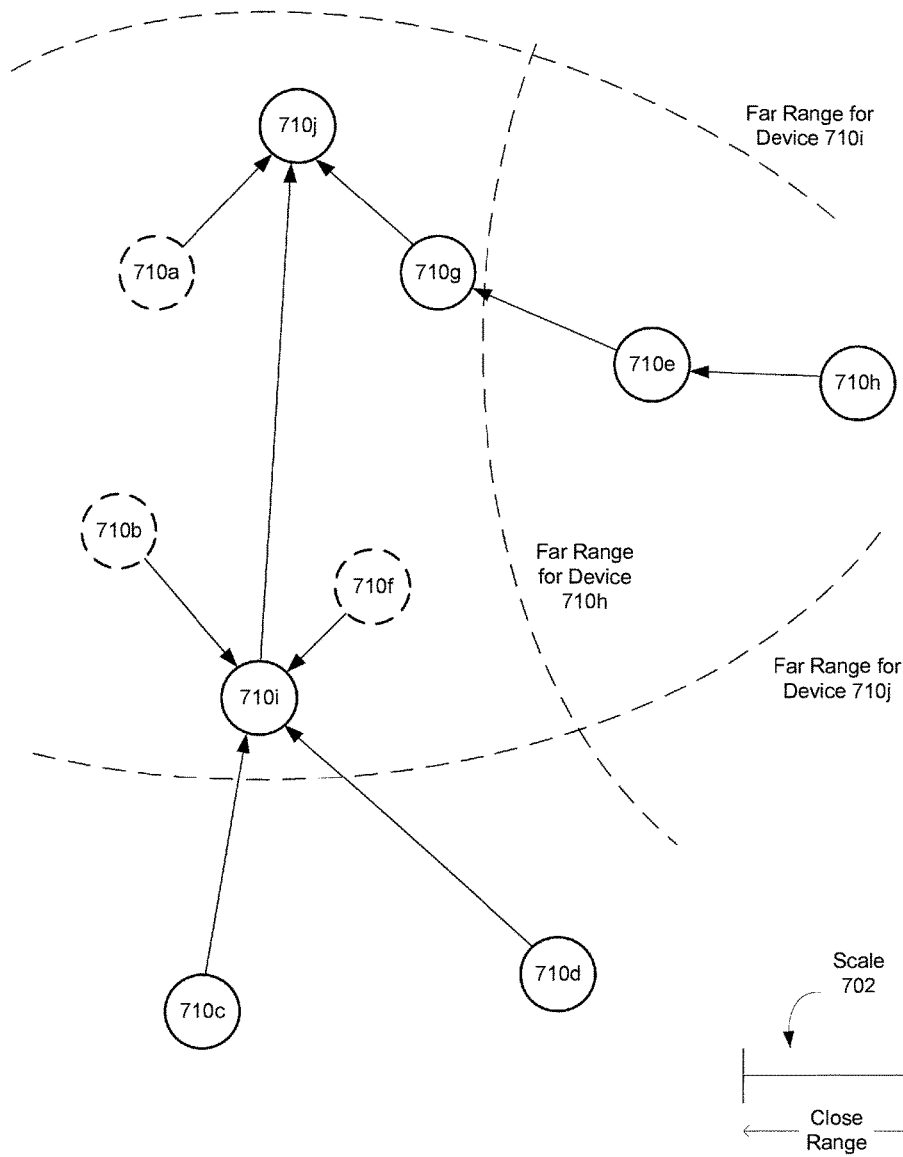 Far Range for
Device 710i
710j
710a
710g
710e
710h
710b
710f
Far Range
for Device
710h
710i
Far Range for
Device 710j
710c
710d
Scale
702
Close
Range